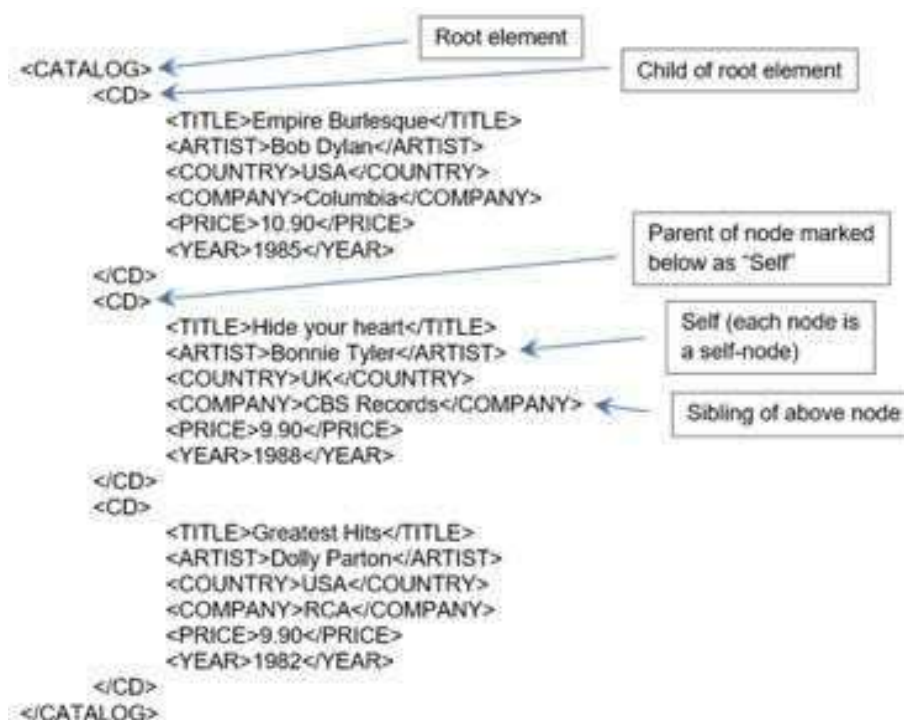 Root element
<CATALOG>
Child of root element
<CD>
<TITLE>Empire Burlesque</TITLE>
<ARTIST>Bob Dylan</ARTIST>
<COUNTRY>USA</COUNTRY>
<COMPANY>Columbia</COMPANY>
<PRICE>10.90</PRICE>
<YEAR>1985</YEAR>
Parent of node marked
below as “Self”
</CD>
<CD>
<TITLE>Hide your heart</TITLE>
<ARTIST>Bonnie Tyler</ARTIST>
Self (each node is
a self-node)
<COUNTRY>UK</COUNTRY>
<COMPANY>CBS Records</COMPANY>
Sibling of above node
<PRICE>9.90</PRICE>
<YEAR>1988</YEAR>
</CD>
<CD>
<TITLE>Greatest Hits</TITLE>
<ARTIST>Dolly Parton</ARTIST>
<COUNTRY>USA</COUNTRY>
<COMPANY>RCA</COMPANY>
<PRICE>9.90</PRICE>
<YEAR>1982</YEAR>
</CD>
</CATALOG>